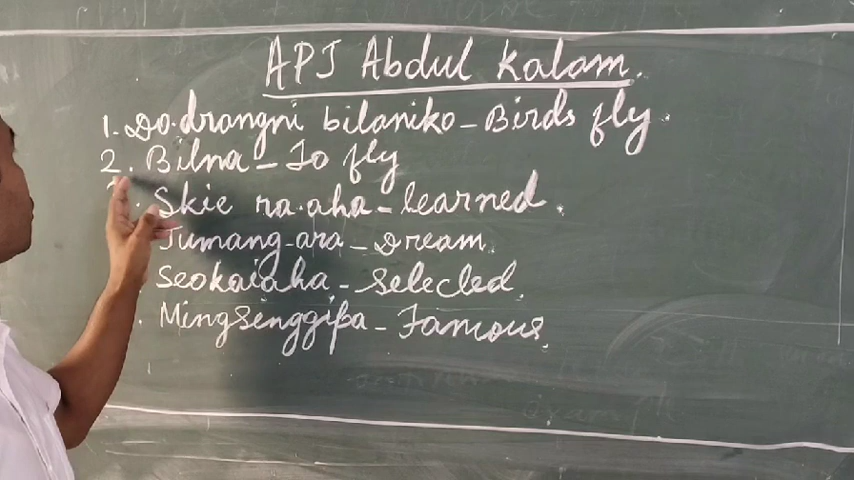 APJ Abdul Kalam.
1. Do·drangni bilaniko - Birds fly.
2. Bilna - To fly
Skie ra·aha - learned.
Jumang-ara - Dream.
Seokaiaha - Selected.
Mingsenggipa - Famous.